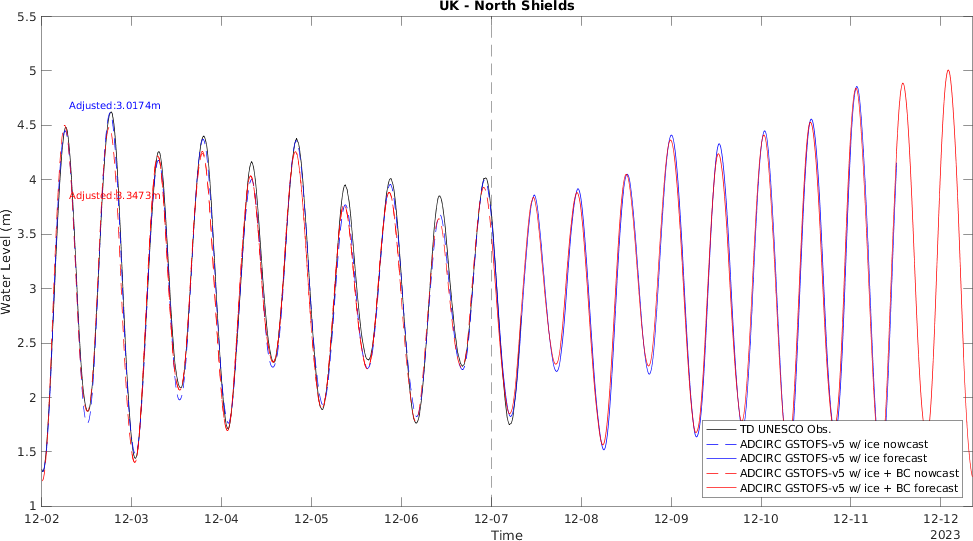 UK - North Shields
5.5
5
4.5
4
3.5
3
2.5
2
1.5
1
Water Level (m)
Adjusted:3.0174m
Adjusted:3.3473m
TD UNESCO Obs.
ADCIRC GSTOFS-v5 w/ ice nowcast
ADCIRC GSTOFS-v5 w/ ice forecast
ADCIRC GSTOFS-v5 w/ ice + BC nowcast
ADCIRC GSTOFS-v5 w/ ice + BC forecast
12-02 12-03 12-04 12-05 12-06 12-07 12-08 12-09 12-10 12-11 12-12
2023
Time